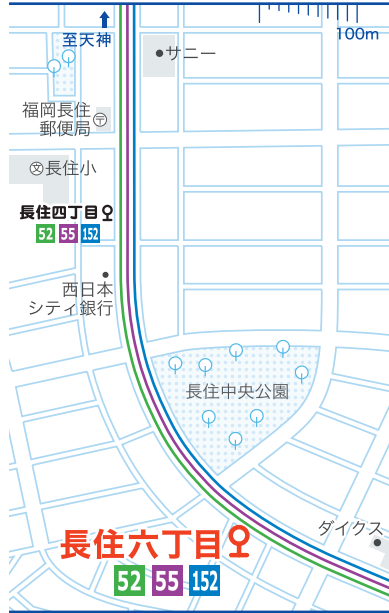 至天神
100m
サニー
福岡長住
郵便局
〒
文
長住小
長住四丁目
52 55 152
西日本
シティ銀行
長住中央公園
ダイクス
長住六丁目
52 55 152